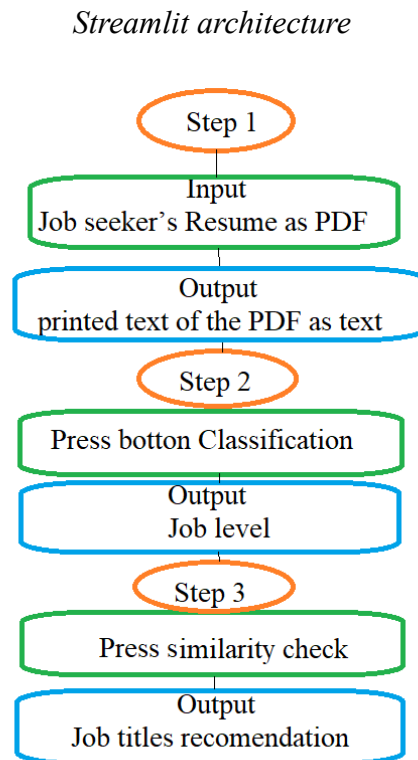 Streamlit architecture
Step 1
Input
Job seeker's Resume as PDF
Output
printed text of the PDF as text
Step 2
Press botton Classification
Output
Job level
Step 3
Press similarity check
Output
Job titles recomendation